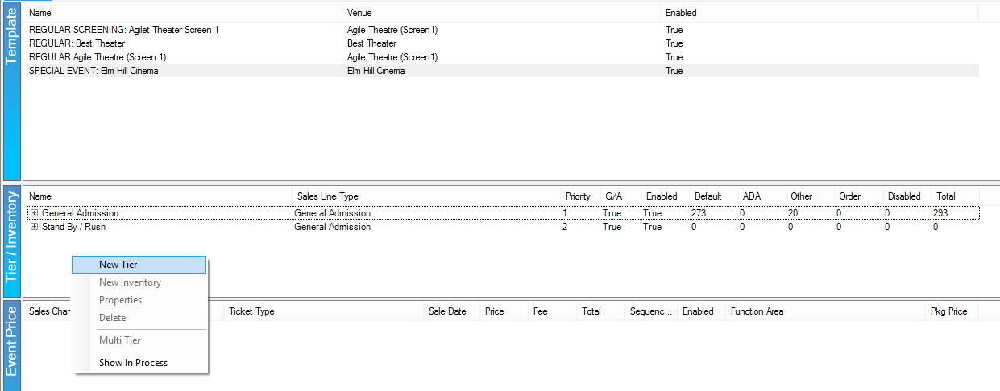 Template
Name Venue Enabled
REGULAR SCREENING: Agilet Theater Screen 1 Agile Theatre (Screen1) True
REGULAR: Best Theater Best Theater True
REGULAR:Agile Theatre (Screen 1) Agile Theatre (Screen1) True
SPECIAL EVENT: Elm Hill Cinema Elm Hill Cinema True
Tier / Inventory
Name Sales Line Type Priority G/A Enabled Default ADA Other Order Disabled Total
General Admission General Admission 1 True True 273 0 20 0 0 293
Stand By / Rush General Admission 2 True True 0 0 0 0 0 0
New Tier
New Inventory
Properties
Delete
Multi Tier
Show In Process
Event Price
Sales Char Ticket Type Sale Date Price Fee Total Sequenc... Enabled Function Area Pkg Price